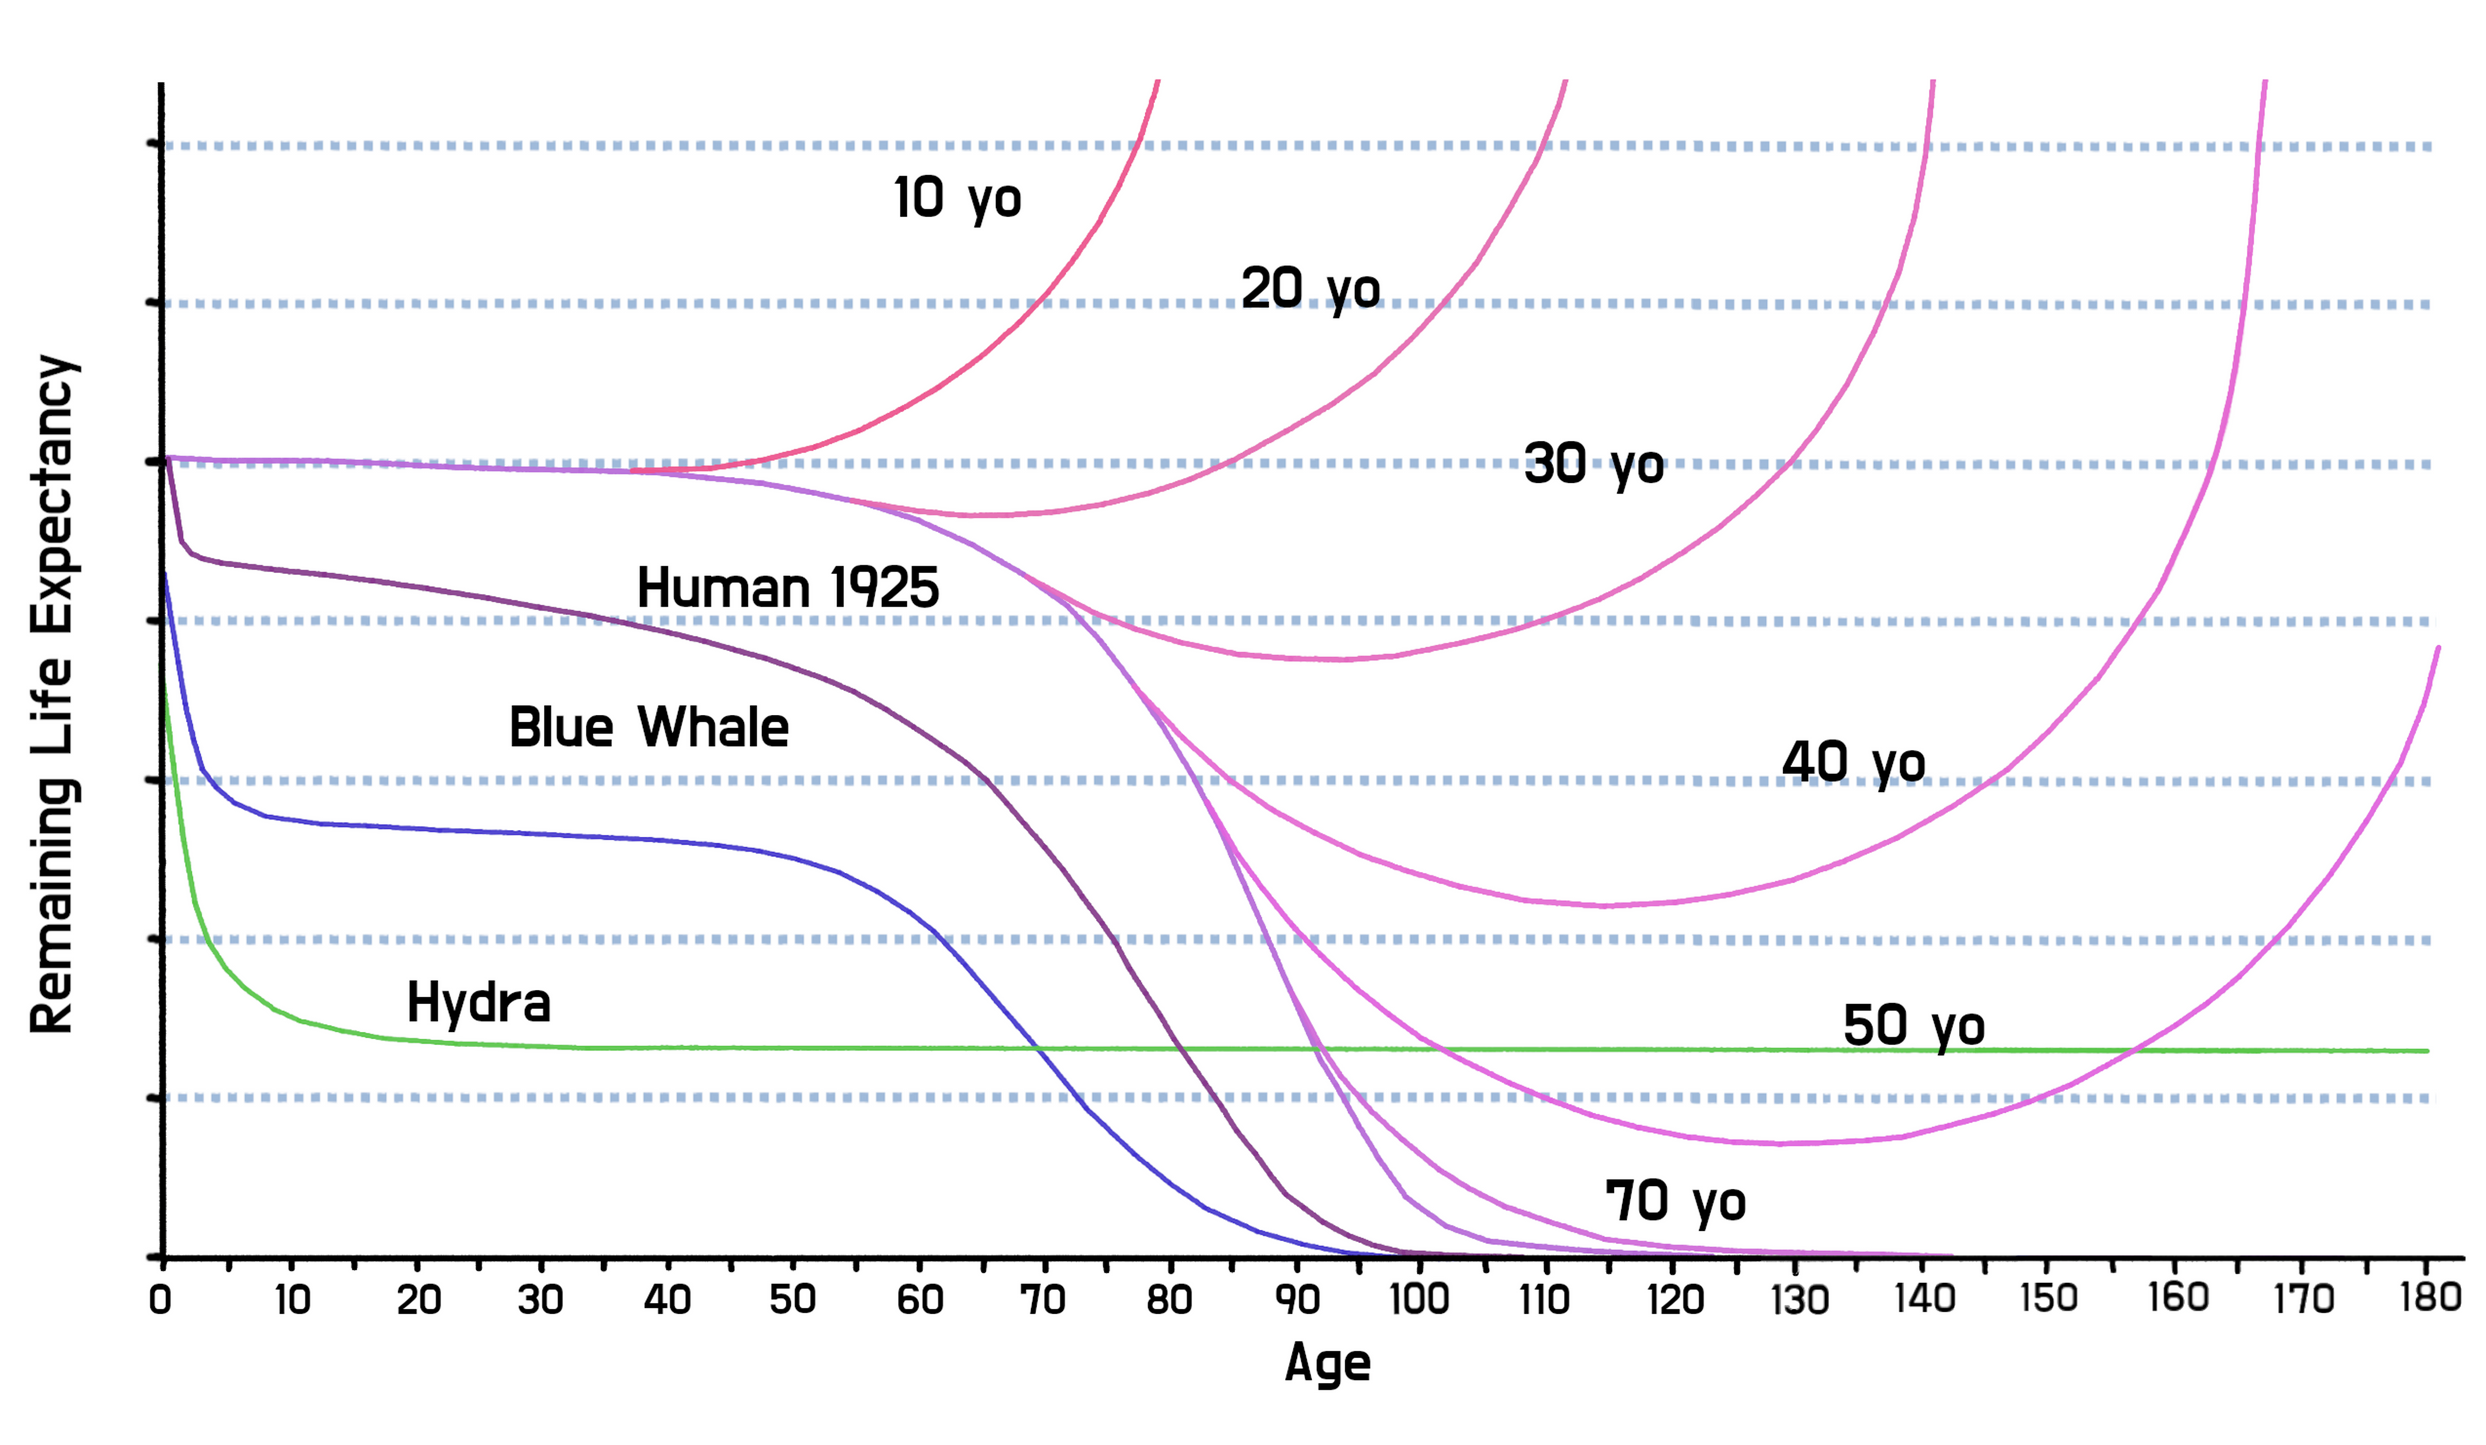 Remaining Life Expectancy
10 yo
20 yo
30 yo
Human 1925
Blue Whale
40 yo
Hydra
50 yo
70 yo
0 10 20 30 40 50 60 70 80 90 100 110 120 130 140 150 160 170 180
Age